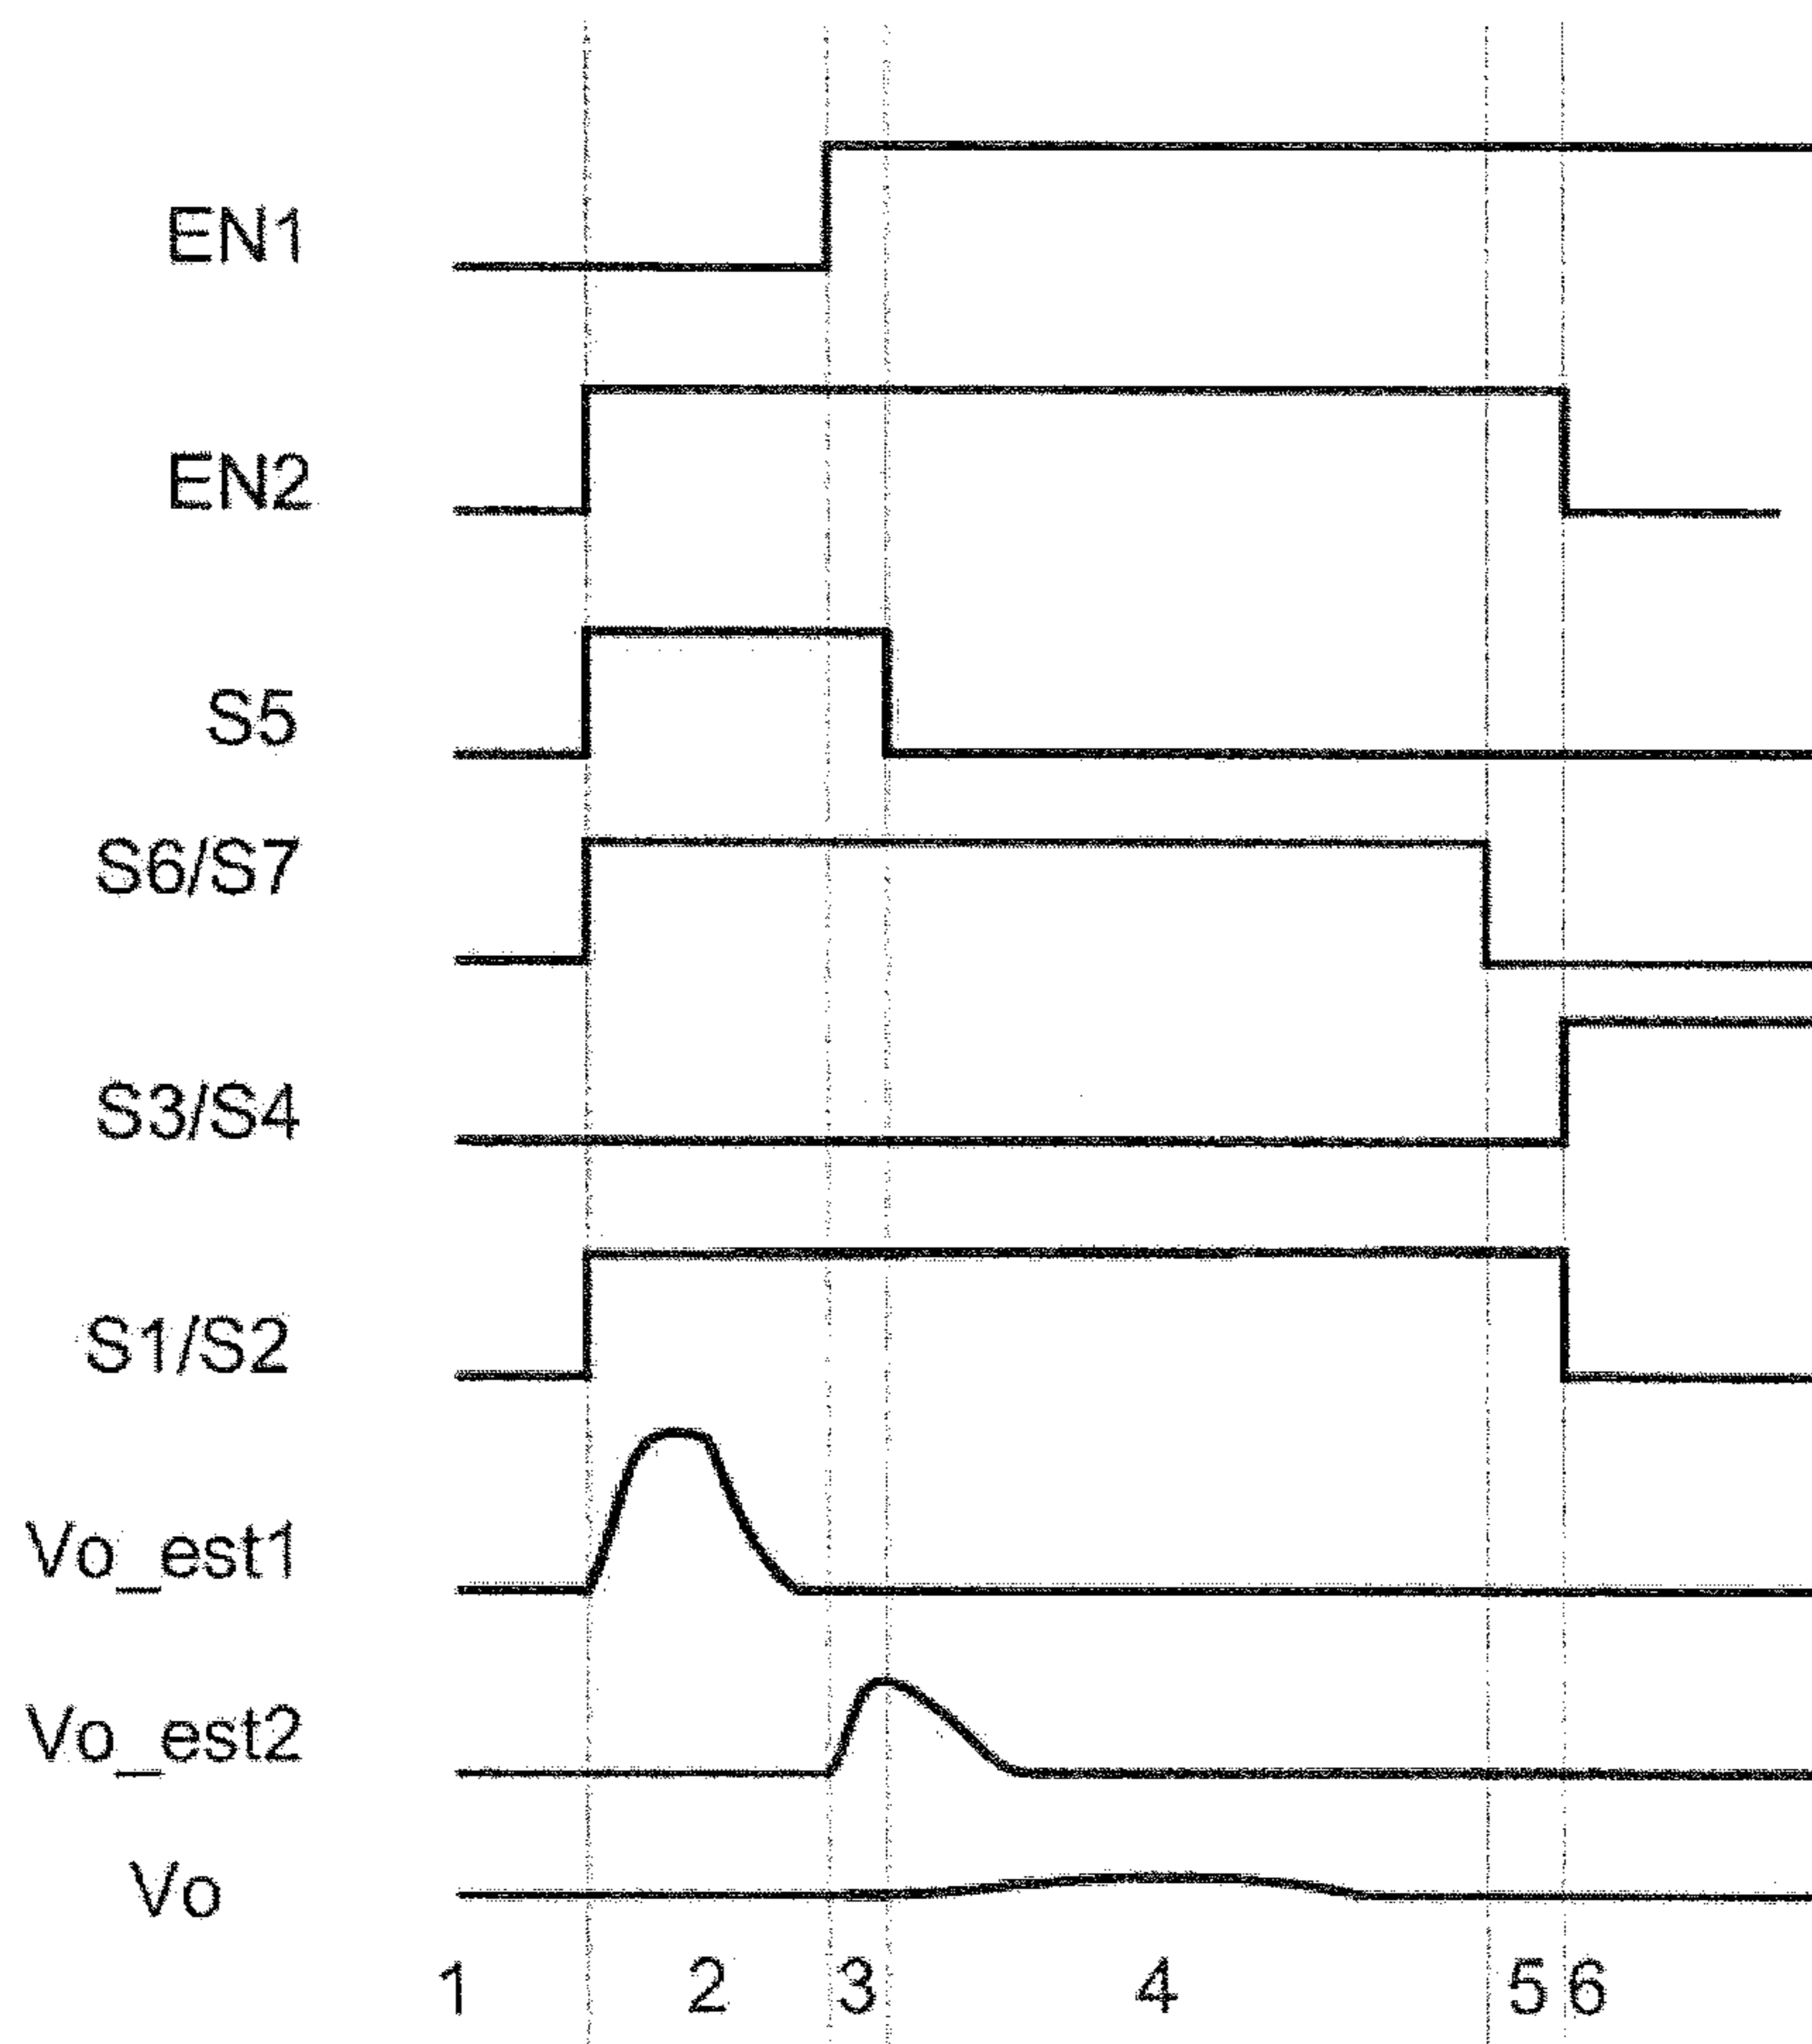 EN1
EN2
S5
S6/S7
S3/S4
S1/S2
Vo_est1
Vo_est2
Vo
1 2 3 4 5 6